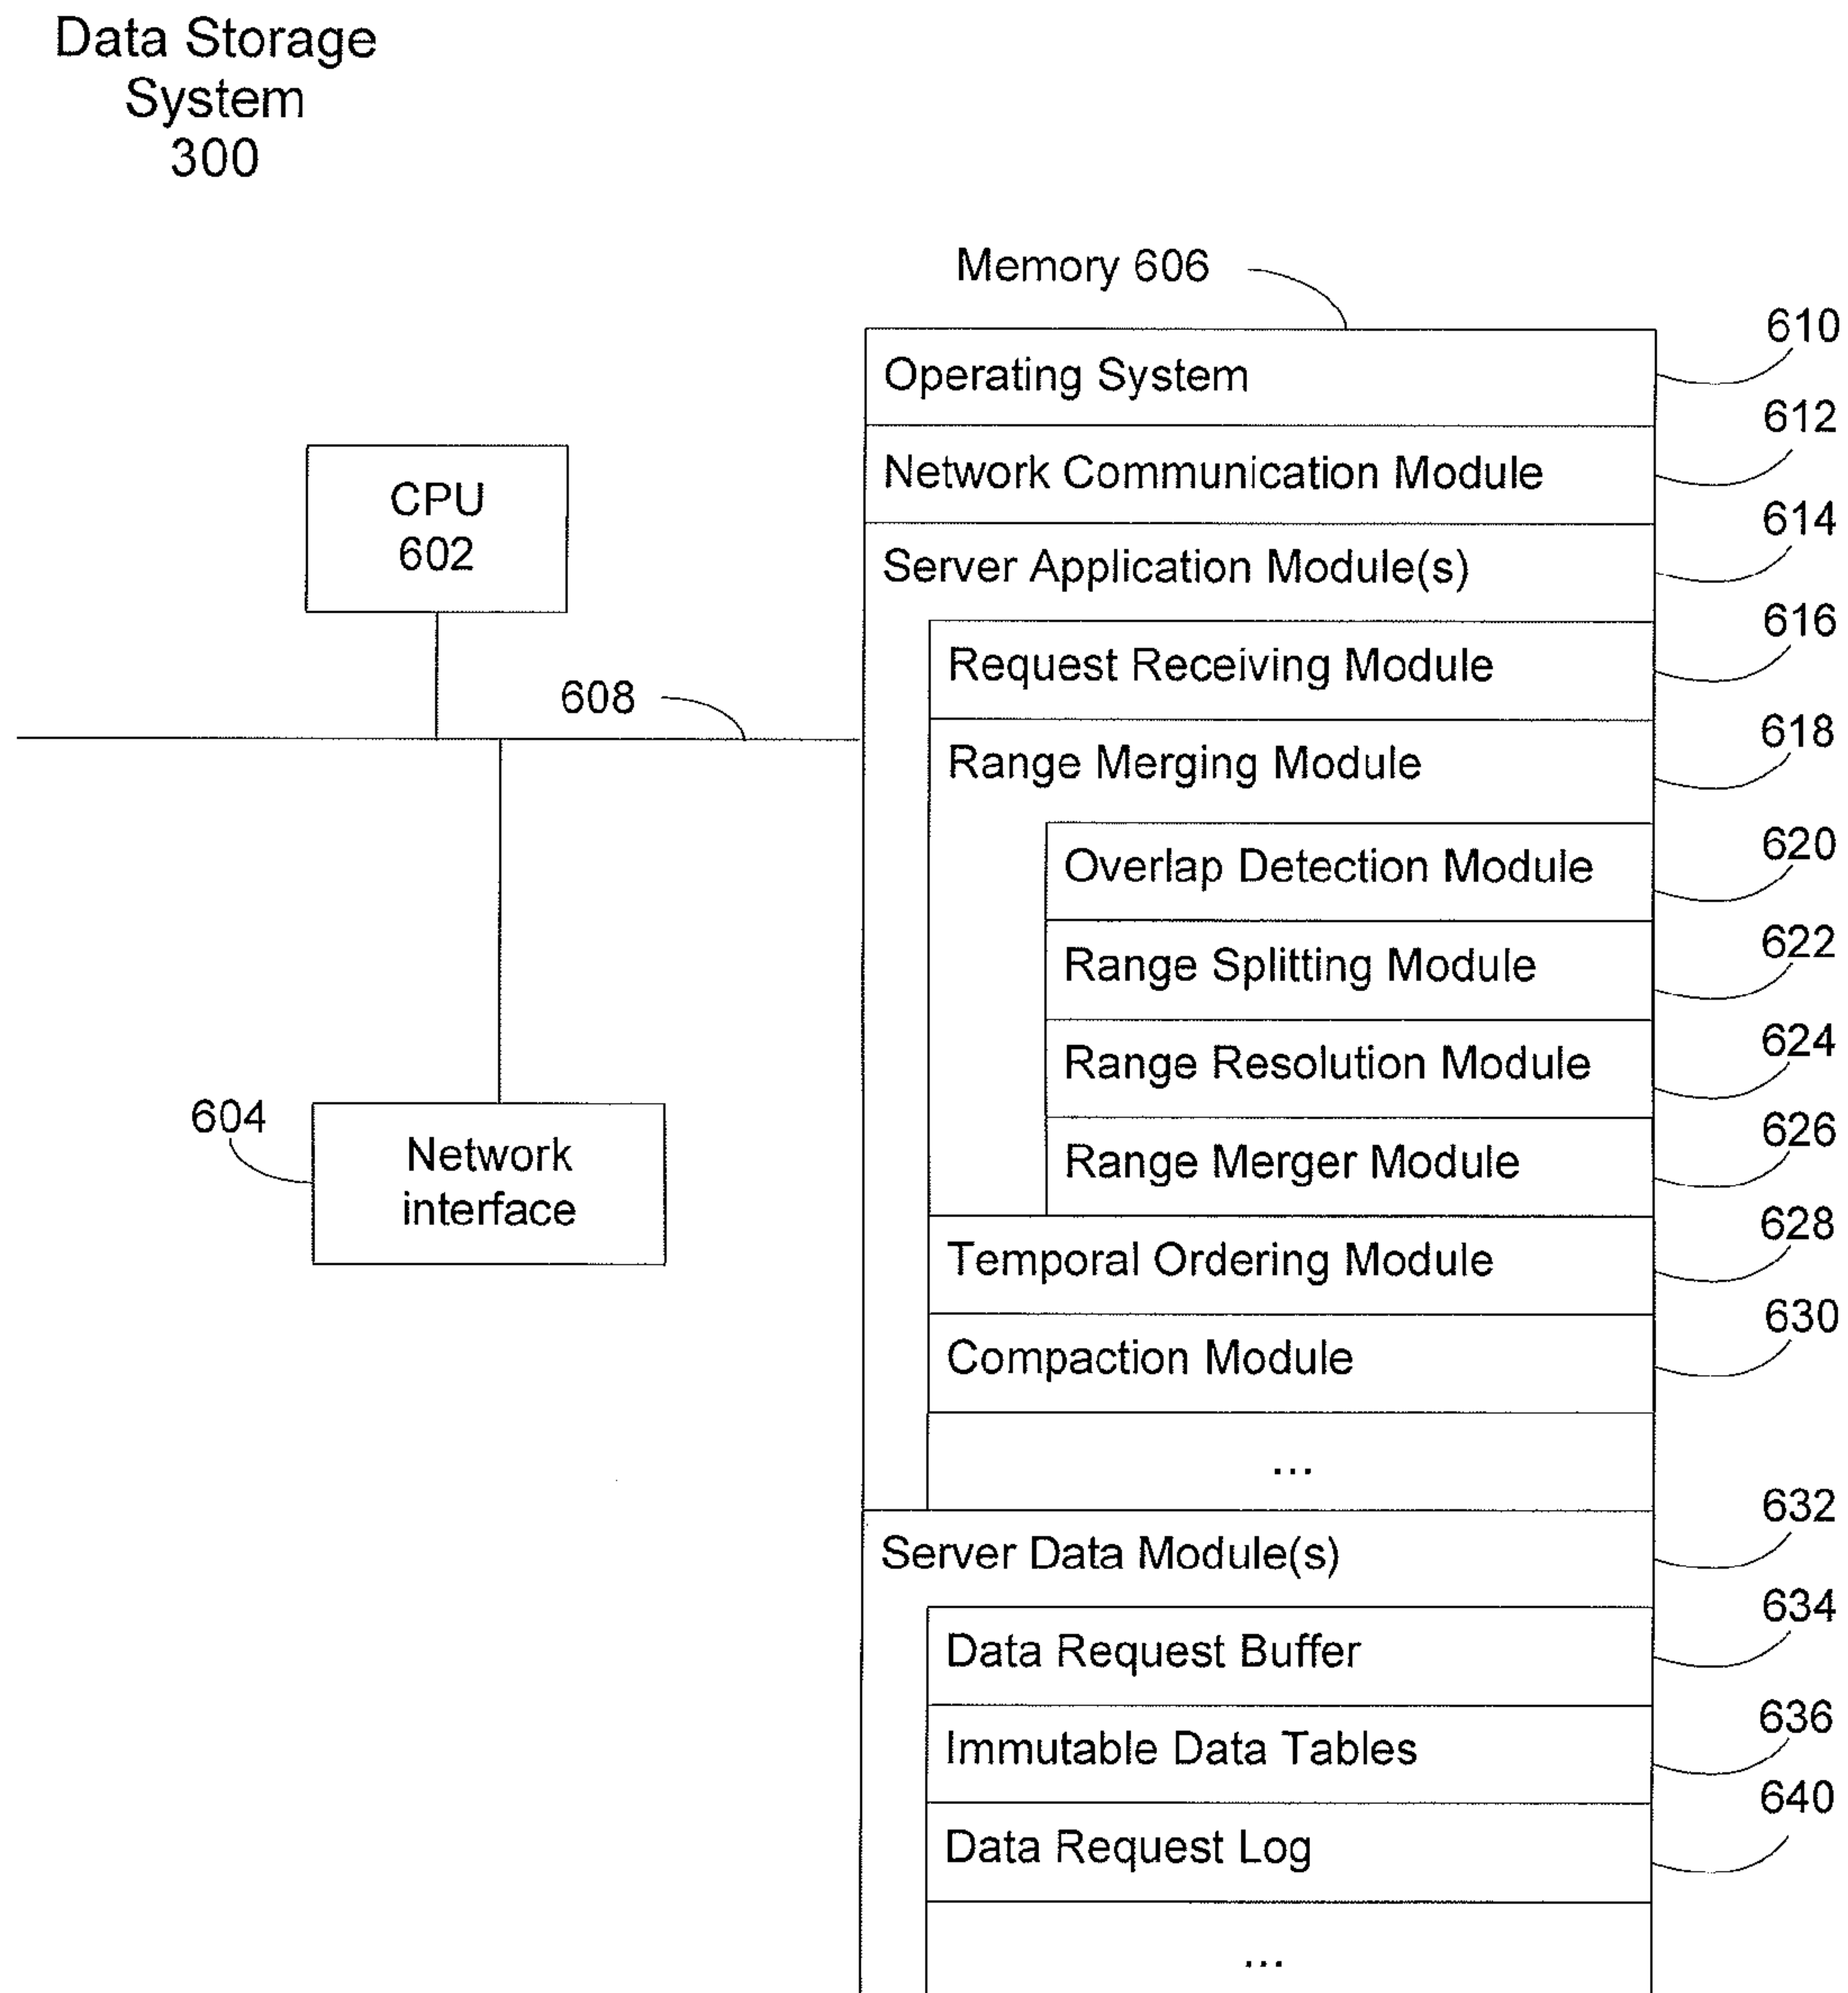 Data Storage
System
300
Memory 606
610
Operating System
612
Network Communication Module
CPU
602
614
Server Application Module(s)
616
Request Receiving Module
608
618
Range Merging Module
620
Overlap Detection Module
622
Range Splitting Module
624
Range Resolution Module
604
Network
interface
626
Range Merger Module
628
Temporal Ordering Module
630
Compaction Module
...
632
Server Data Module(s)
634
Data Request Buffer
636
Immutable Data Tables
640
Data Request Log
...